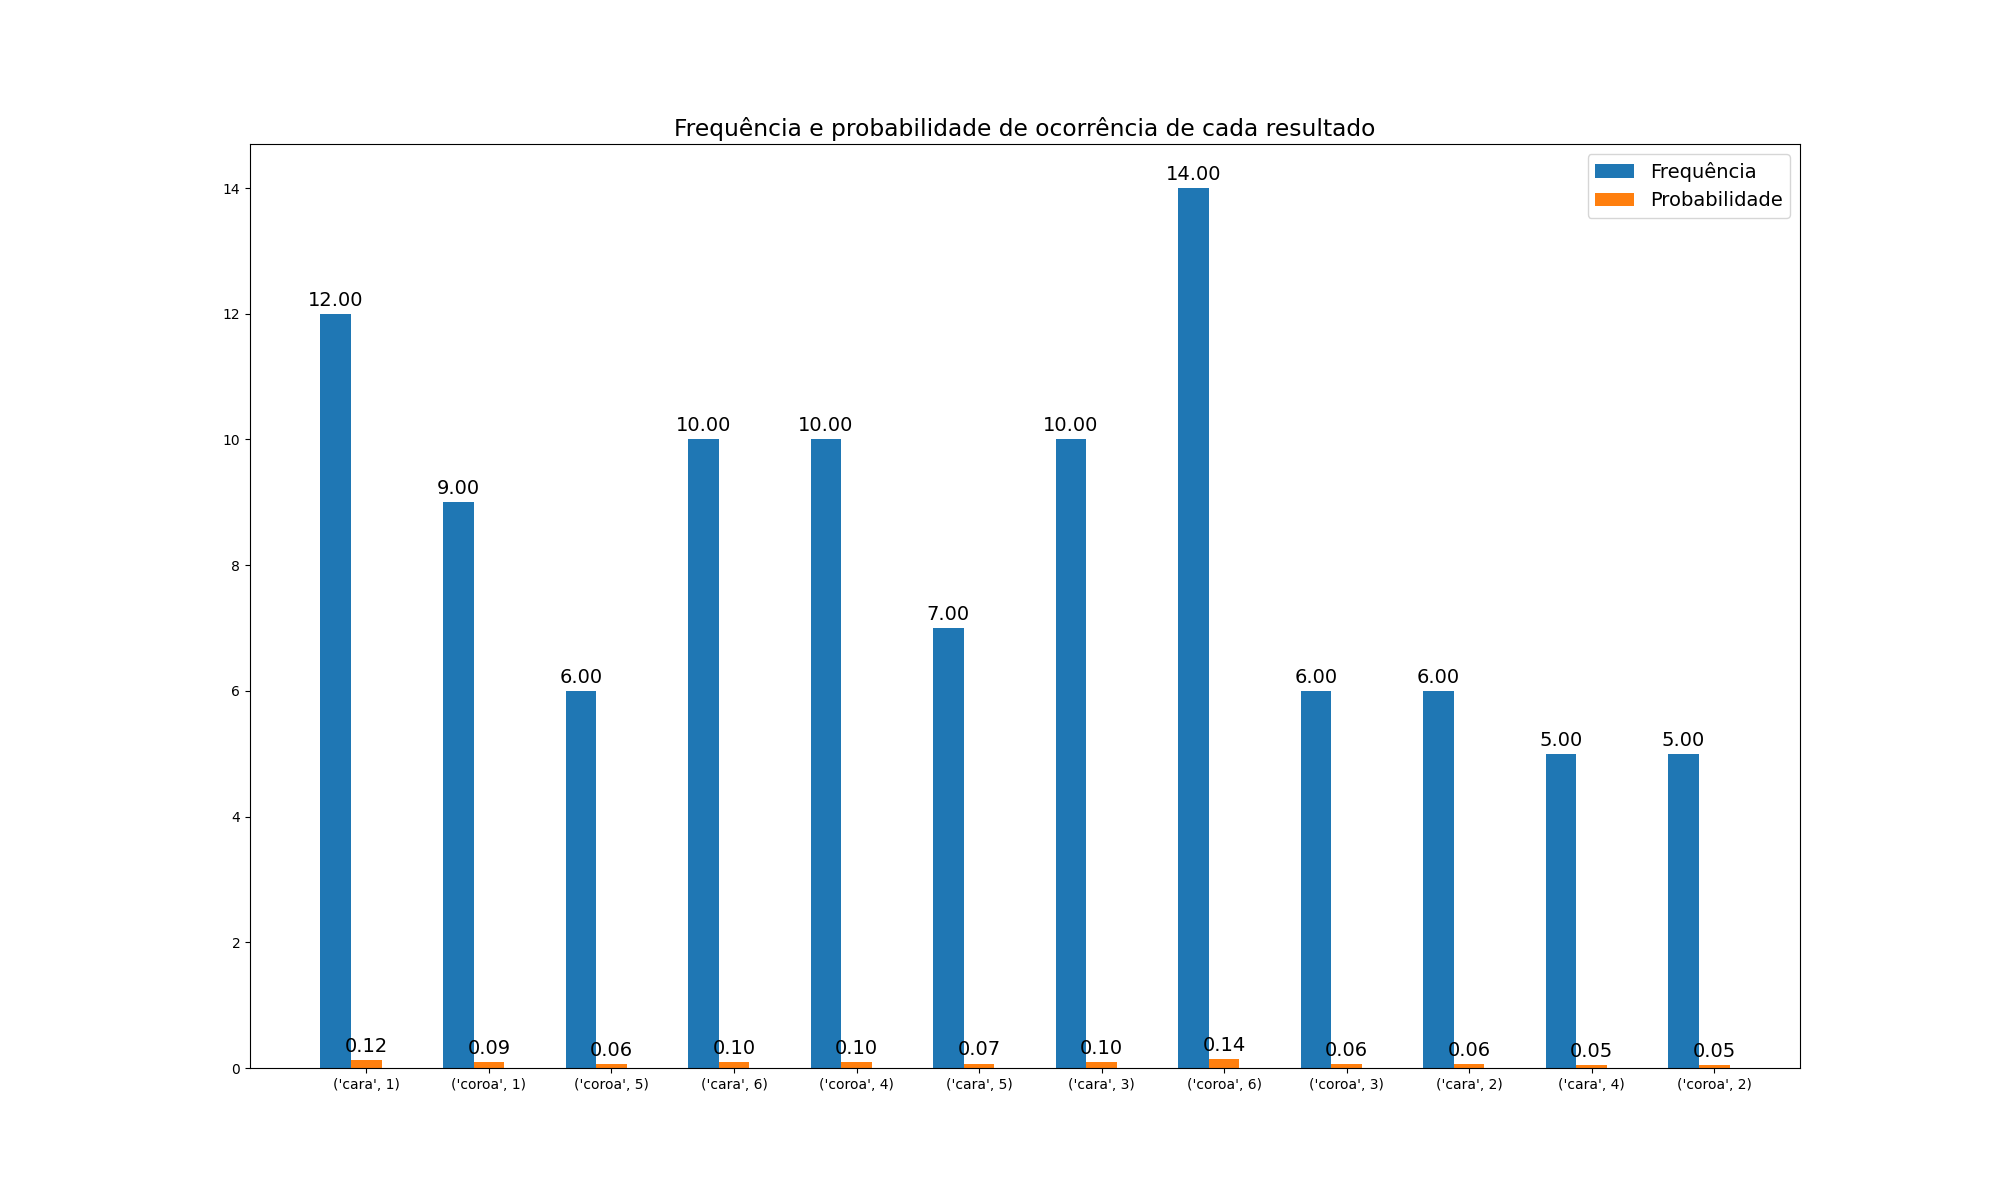 Frequência e probabilidade de ocorrência de cada resultado
Frequência
Probabilidade
14
12
10
8
6
4
2
0
12.00
9.00
6.00
10.00
10.00
7.00
10.00
14.00
6.00
6.00
5.00
5.00
0.12
0.09
0.06
0.10
0.10
0.07
0.10
0.14
0.06
0.06
0.05
0.05
('cara', 1)
('coroa', 1)
('coroa', 5)
('cara', 6)
('coroa', 4)
('cara', 5)
('cara', 3)
('coroa', 6)
('coroa', 3)
('cara', 2)
('cara', 4)
('coroa', 2)